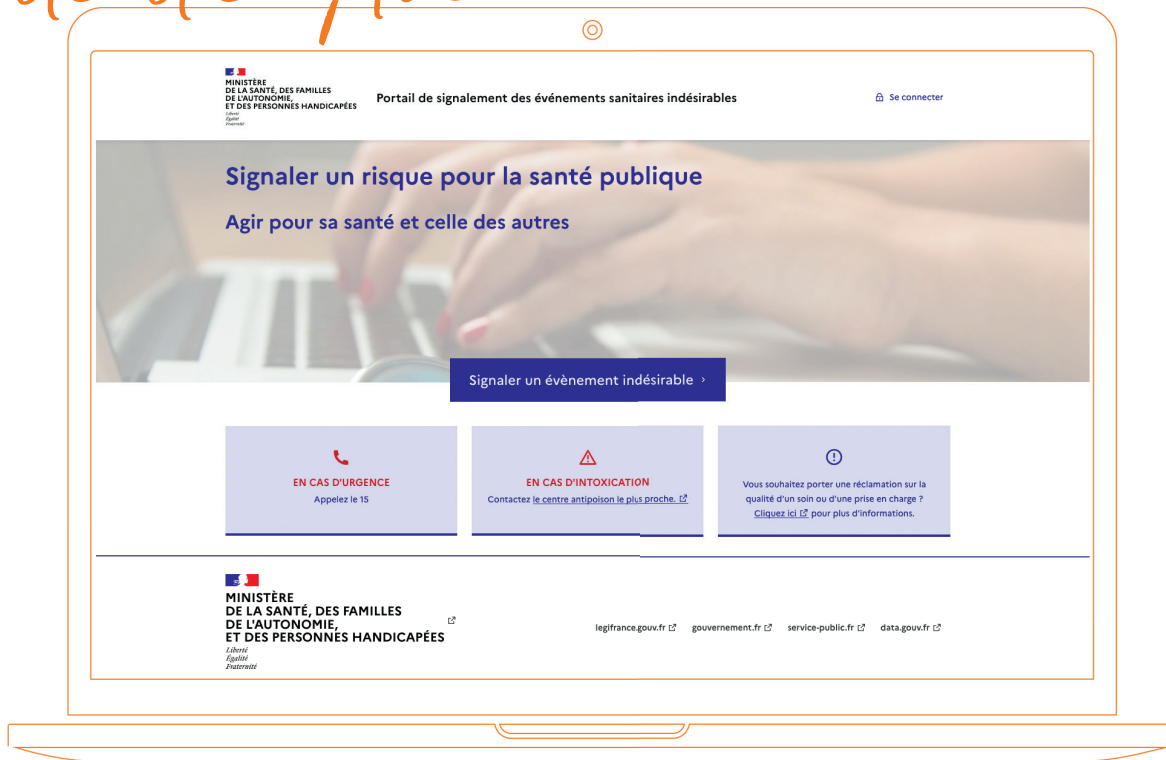 MINISTÈRE
DE LA SANTÉ, DES FAMILLES
DE L'AUTONOMIE,
ET DES PERSONNES HANDICAPÉES
Liberté
Égalité
Fraternité
Portail de signalement des événements sanitaires indésirables
Se connecter
Signaler un risque pour la santé publique
Agir pour sa santé et celle des autres
Signaler un évènement indésirable
EN CAS D'URGENCE
Appelez le 15
EN CAS D'INTOXICATION
Contactez le centre antipoison le plus proche.
Vous souhaitez porter une réclamation sur la
qualité d'un soin ou d'une prise en charge ?
Cliquez ici pour plus d'informations.
MINISTÈRE
DE LA SANTÉ, DES FAMILLES
DE L'AUTONOMIE,
ET DES PERSONNES HANDICAPÉES
Liberté
Égalité
Fraternité
legifrance.gouv.fr gouvernement.fr service-public.fr data.gouv.fr